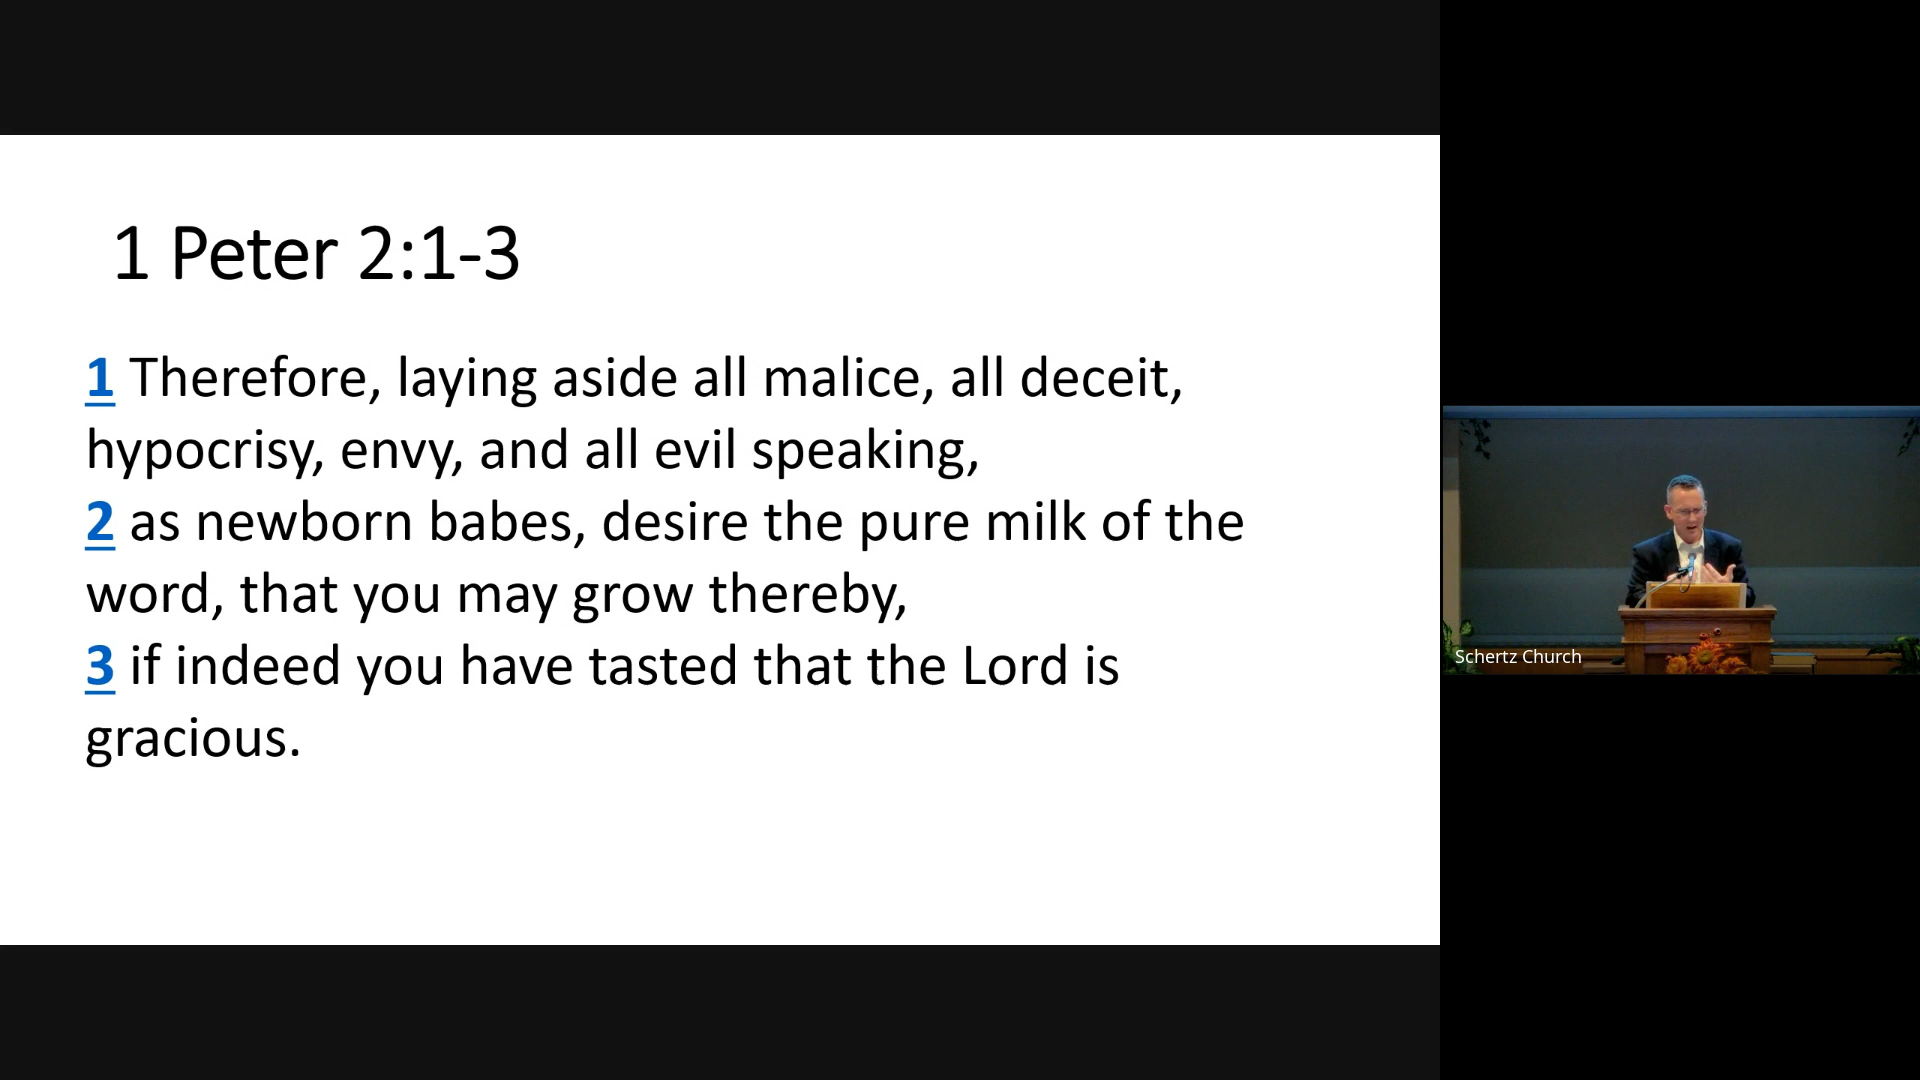 1 Peter 2:1-3
1 Therefore, laying aside all malice, all deceit,
hypocrisy, envy, and all evil speaking,
2 as newborn babes, desire the pure milk of the
word, that you may grow thereby,
3 if indeed you have tasted that the Lord is
gracious.
Schertz Church